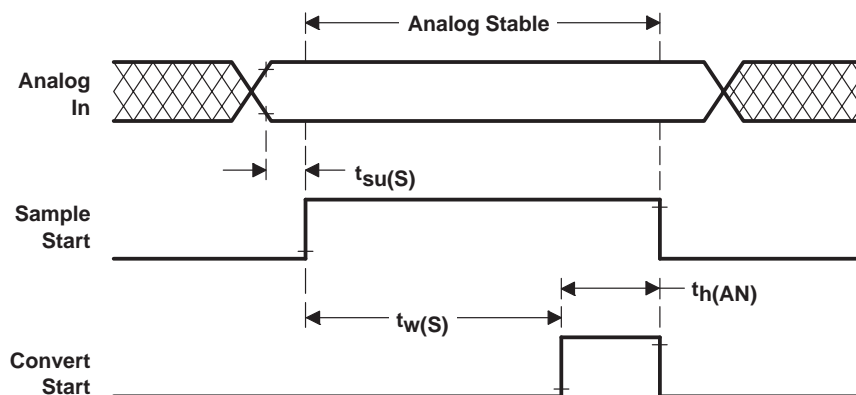 Analog Stable
Analog
In
tsu(S)
Sample
Start
th(AN)
tw(S)
Convert
Start